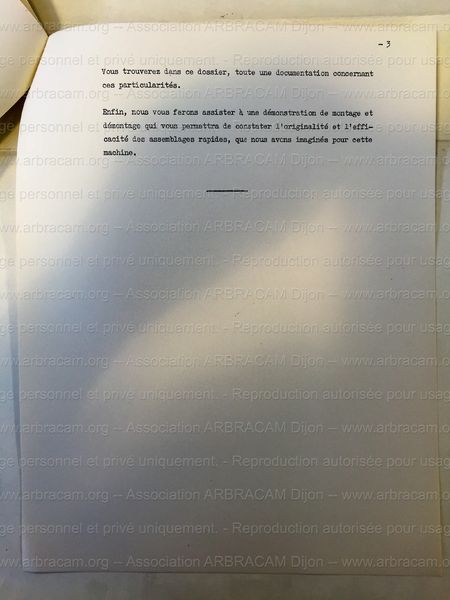 - 3
Vous trouverez dans ce dossier, toute une documentation concernant
ces particularités.
Enfin, nous vous ferons assister à une démonstration de montage et
démontage qui vous permettra de constater l'originalité et l'effi-
cacité des assemblages rapides, que nous avons imaginés pour cette
machine.
www.arbracam.org -- Association ARBRACAM Dijon -- www.arbracam.org
usage personnel et privé uniquement. - Reproduction autorisée pour usage